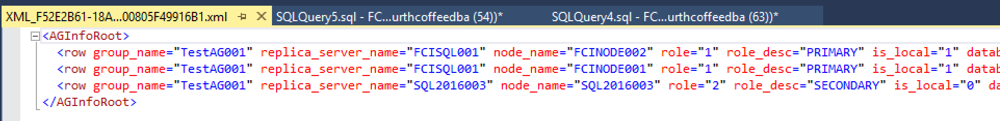 XML_F52E2B61-18A...00805F49916B1.xml SQLQuery5.sql - FC...urthcoffeedba (54))* SQLQuery4.sql - FC...urthcoffeedba (63))*
<AGInfoRoot>
<row group_name="TestAG001" replica_server_name="FCISQL001" node_name="FCINODE002" role="1" role_desc="PRIMARY" is_local="1" datab
<row group_name="TestAG001" replica_server_name="FCISQL001" node_name="FCINODE001" role="1" role_desc="PRIMARY" is_local="1" datab
<row group_name="TestAG001" replica_server_name="SQL2016003" node_name="SQL2016003" role="2" role_desc="SECONDARY" is_local="0" da
</AGInfoRoot>